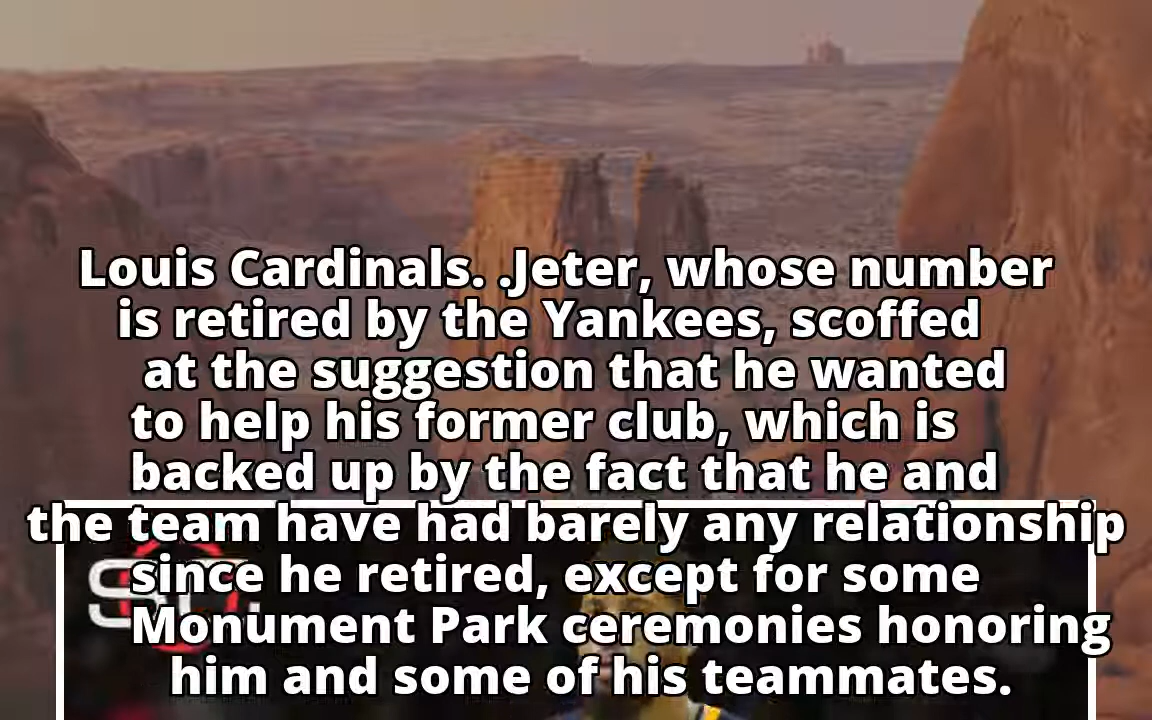 Louis Cardinals. .Jeter, whose number
is retired by the Yankees, scoffed
at the suggestion that he wanted
to help his former club, which is
backed up by the fact that he and
the team have had barely any relationship
since he retired, except for some
Monument Park ceremonies honoring
him and some of his teammates.